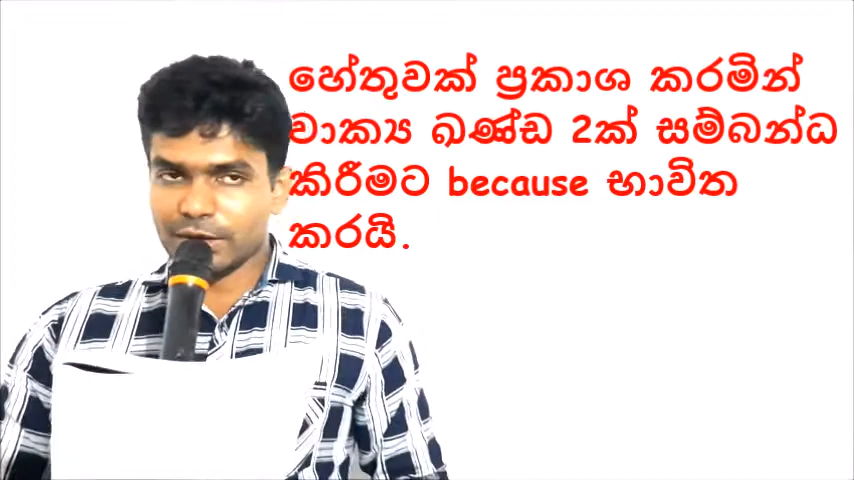 හේතුවක් ප්‍රකාශ කරමින්
වාක්‍ය ඛණ්ඩ 2ක් සම්බන්ධ
කිරීමට because භාවිත
කරයි.